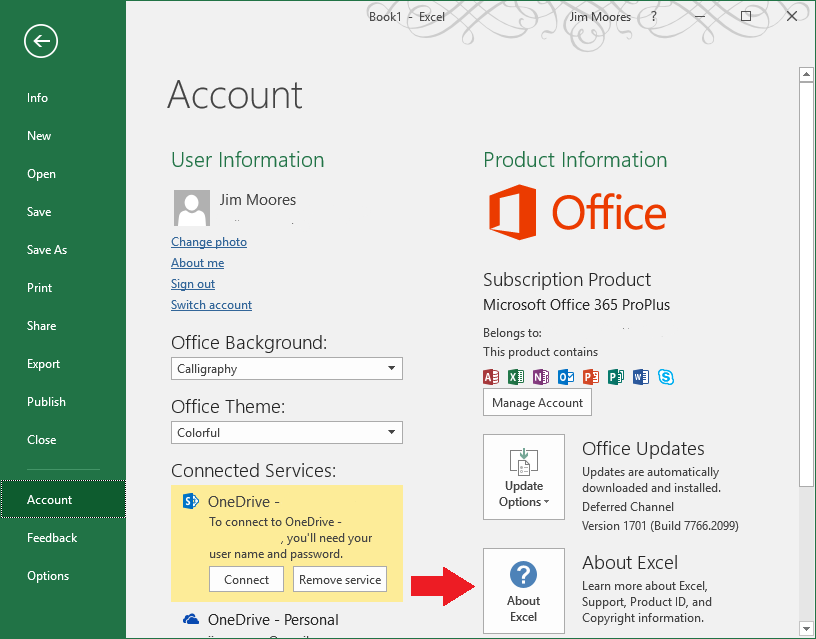 Book1 - Excel
Jim Moores
?
Info
New
Open
Save
Save As
Print
Share
Export
Publish
Close
Account
Feedback
Options
Account
User Information
Jim Moores
Change photo
About me
Sign out
Switch account
Office Background:
Calligraphy
Office Theme:
Colorful
Connected Services:
OneDrive -
To connect to OneDrive -
, you'll need your
user name and password.
Connect
Remove service
OneDrive - Personal
Product Information
Office
Subscription Product
Microsoft Office 365 ProPlus
Belongs to:
This product contains
Manage Account
Update
Options
Office Updates
Updates are automatically
downloaded and installed.
Deferred Channel
Version 1701 (Build 7766.2099)
?
About
Excel
About Excel
Learn more about Excel,
Support, Product ID, and
Copyright information.